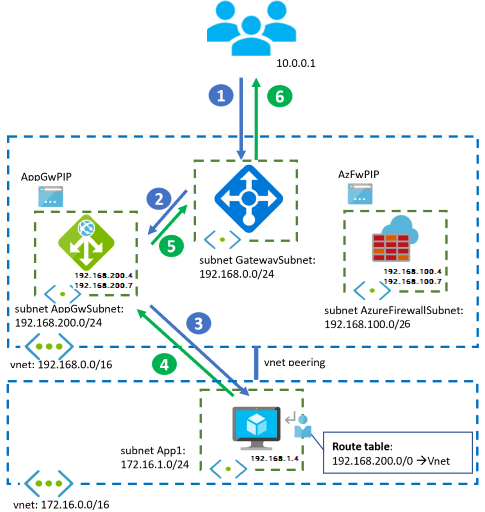 10.0.0.1
1
6
AppGwPIP
AzFwPIP
2
5
192.168.200.4
192.168.200.7
192.168.100.4
192.168.100.7
subnet GatewaySubnet:
192.168.0.0/24
subnet AppGwSubnet:
192.168.200.0/24
subnet AzureFirewallSubnet:
192.168.100.0/26
3
4
vnet: 192.168.0.0/16
vnet peering
subnet App1:
172.16.1.0/24
192.168.1.4
Route table:
192.168.200.0/0 →Vnet
vnet: 172.16.0.0/16